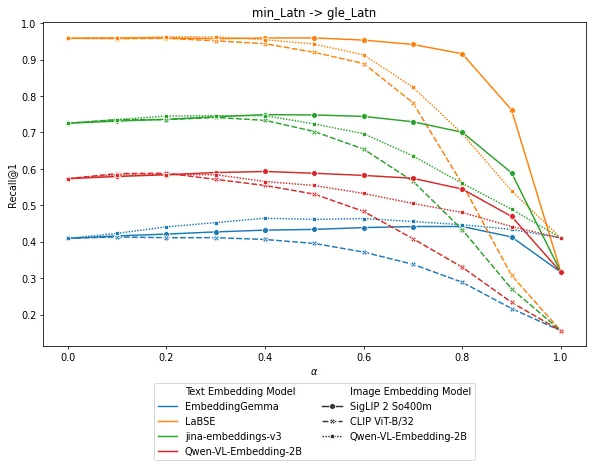 min_Latn -> gle_Latn
1.0
0.9
0.8
0.7
0.6
0.5
0.4
0.3
0.2
Recall@1
0.0 0.2 0.4 0.6 0.8 1.0
α
Text Embedding Model Image Embedding Model
EmbeddingGemma SigLIP 2 So400m
LaBSE CLIP ViT-B/32
jina-embeddings-v3 Qwen-VL-Embedding-2B
Qwen-VL-Embedding-2B